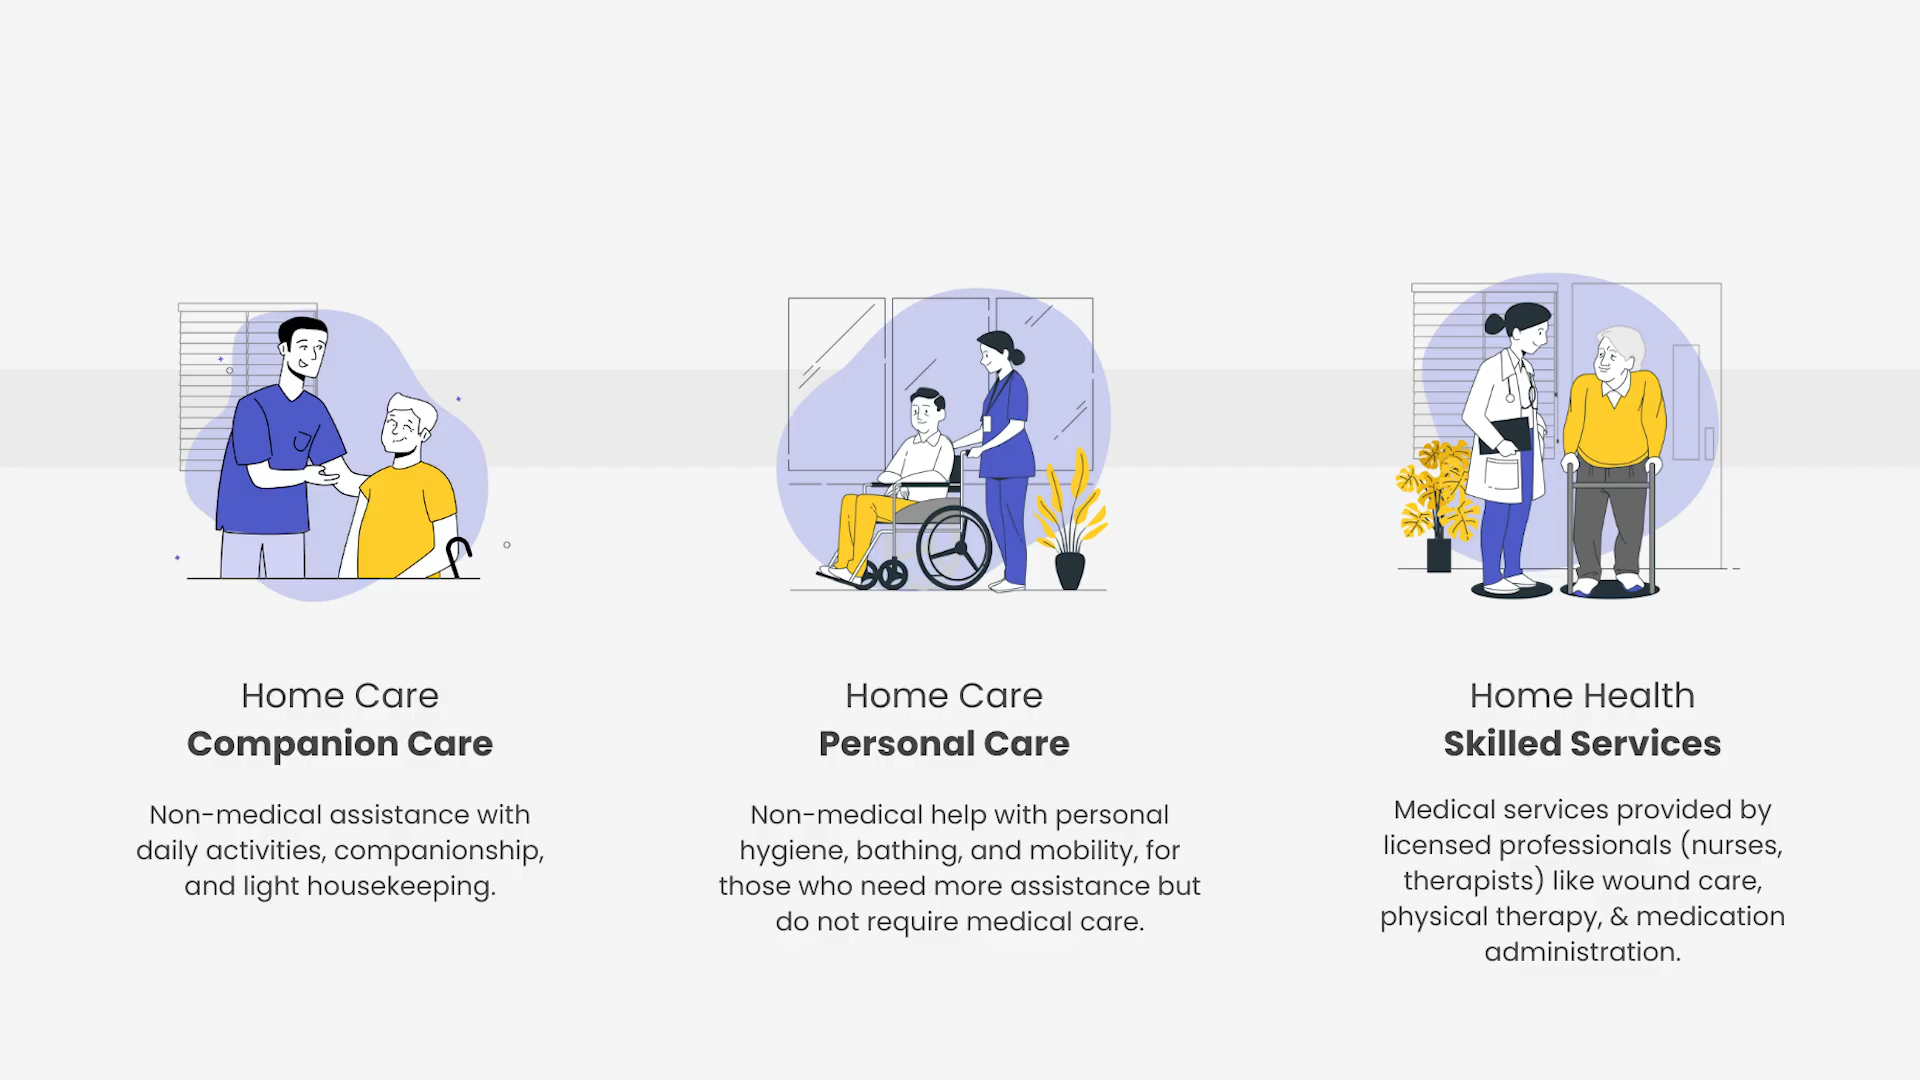 Home Care
Companion Care
Non-medical assistance with
daily activities, companionship,
and light housekeeping.
Home Care
Personal Care
Non-medical help with personal
hygiene, bathing, and mobility, for
those who need more assistance but
do not require medical care.
Home Health
Skilled Services
Medical services provided by
licensed professionals (nurses,
therapists) like wound care,
physical therapy, & medication
administration.